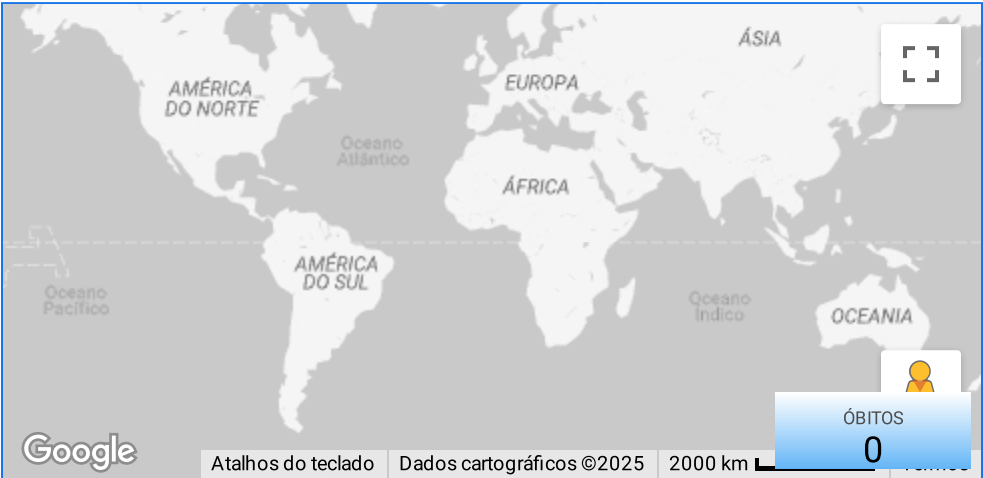 ÁSIA
EUROPA
AMÉRICA
DO NORTE
Oceano
Atlântico
ÁFRICA
AMÉRICA
DO SUL
Oceano
Pacífico
Oceano
Índico
OCEANIA
ÓBITOS
0
Google
Atalhos do teclado
Dados cartográficos ©2025
2000 km